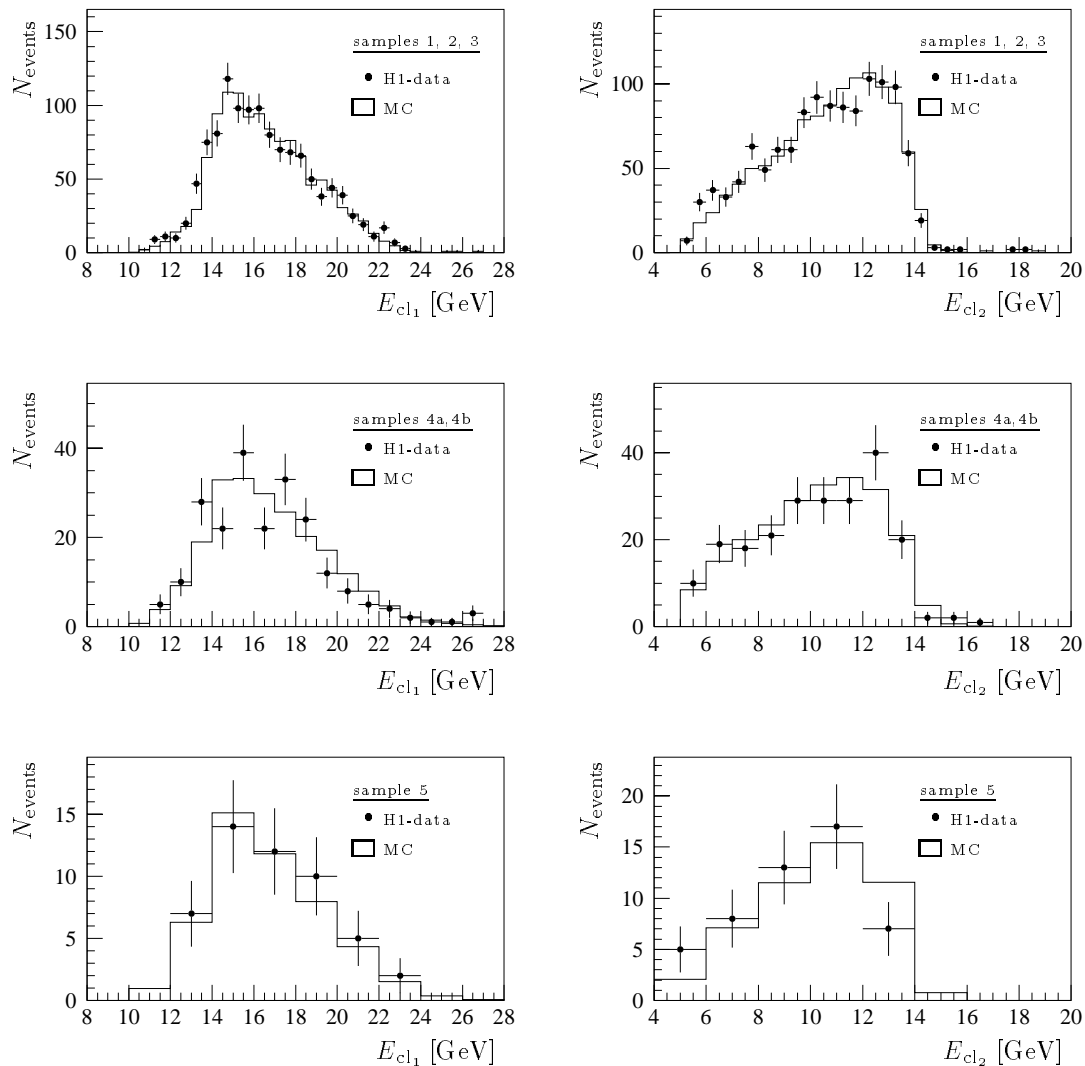 N_events
150
100
50
0
samples 1, 2, 3
H1-data
MC
8 10 12 14 16 18 20 22 24 26 28
E_cl₁ [GeV]
N_events
100
50
0
samples 1, 2, 3
H1-data
MC
4 6 8 10 12 14 16 18 20
E_cl₂ [GeV]
N_events
40
20
0
samples 4a,4b
H1-data
MC
8 10 12 14 16 18 20 22 24 26 28
E_cl₁ [GeV]
N_events
40
20
0
samples 4a,4b
H1-data
MC
4 6 8 10 12 14 16 18 20
E_cl₂ [GeV]
N_events
15
10
5
0
sample 5
H1-data
MC
8 10 12 14 16 18 20 22 24 26 28
E_cl₁ [GeV]
N_events
20
15
10
5
0
sample 5
H1-data
MC
4 6 8 10 12 14 16 18 20
E_cl₂ [GeV]